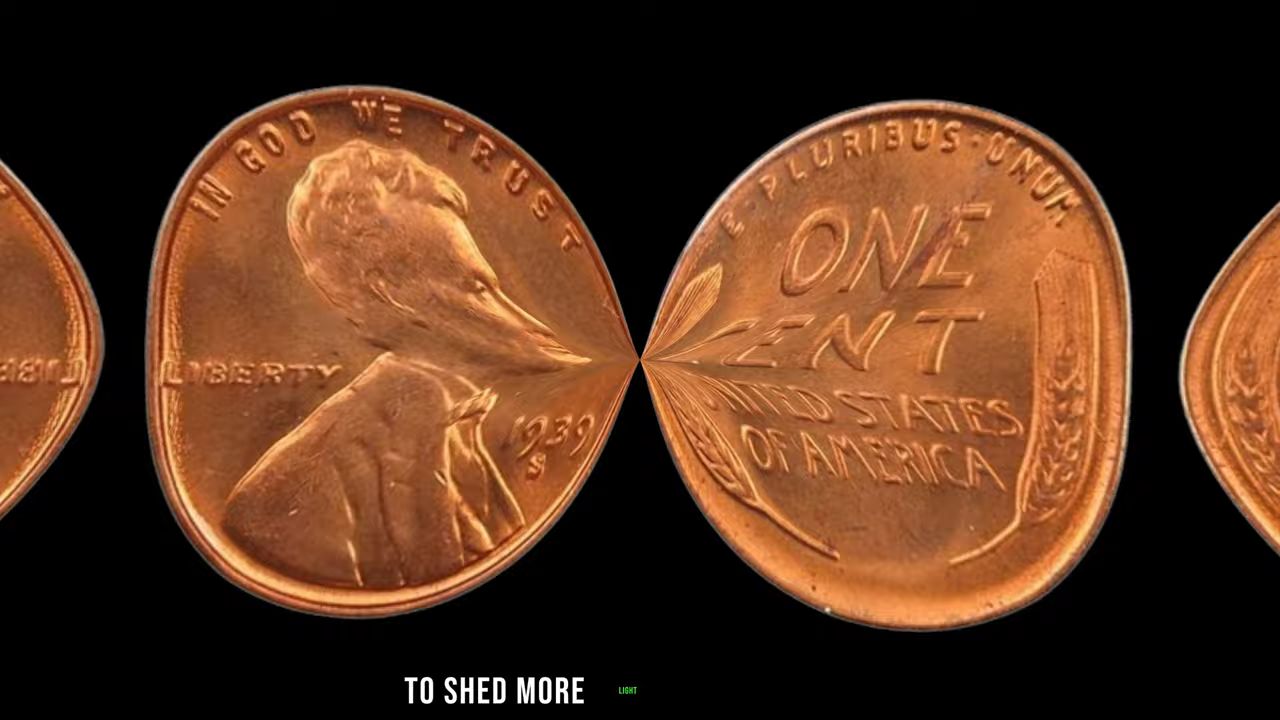 IN GOD WE TRUST
LIBERTY
1939
S
E·PLURIBUS·UNUM
ONE
CENT
UNITED STATES
OF AMERICA
TO SHED MORE LIGHT